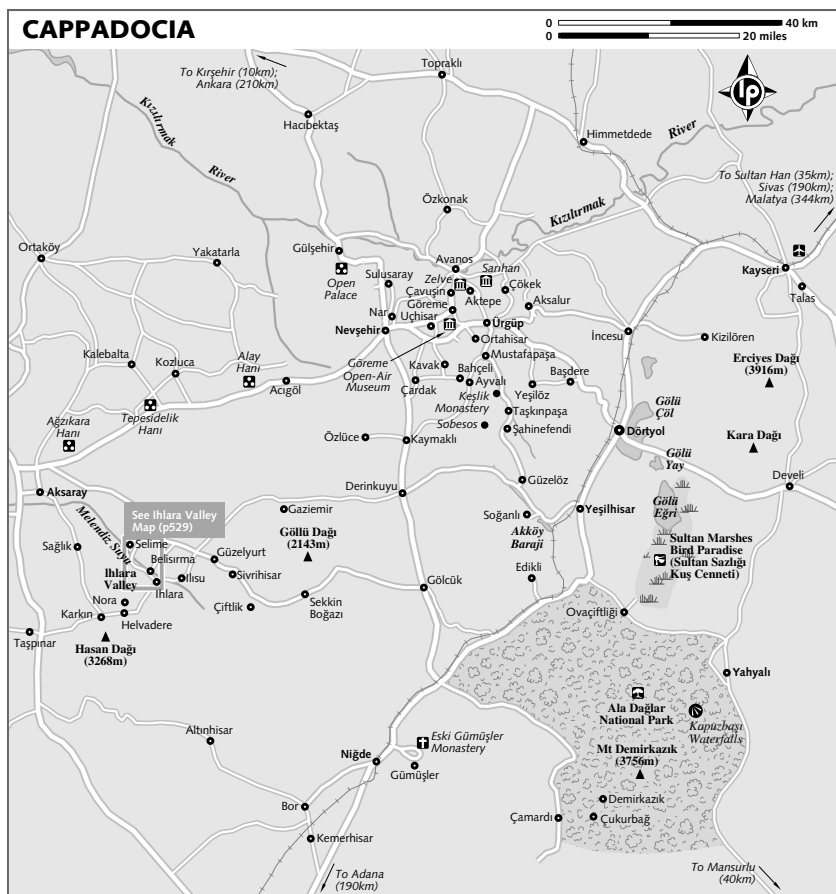 CAPPADOCIA
0 40 km
0 20 miles
To Kırşehir (10km);
Ankara (210km)
Topraklı
lp
Kızılırmak
River
Hacıbektaş
Himmetdede
River
Kızılırmak
To Sultan Han (35km);
Sivas (190km);
Malatya (344km)
Özkonak
Ortaköy
Yakatarla
Gülşehir
Open
Palace
Sulusaray
Avanos
Zelve
Sarıhan
Çavuşin
Aktepe
Çökek
Göreme
Aksalur
Nar
Uçhisar
Nevşehir
Ürgüp
Ortahisar
Kayseri
Talas
İncesu
Kizilören
Erciyes Dağı
(3916m)
Kalebalta
Kozluca
Alay
Hanı
Acıgöl
Göreme
Open-Air
Museum
Kavak
Mustafapaşa
Bahçeli
Çardak
Ayvalı
Keşlik
Monastery
Başdere
Yeşilöz
Taşkınpaşa
Sobesos
Şahinefendi
Gölü
Çöl
Dörtyol
Kara Dağı
Ağzıkara
Hanı
Tepesidelik
Hanı
Özlüce
Kaymaklı
Gölü
Yay
Aksaray
Derinkuyu
Güzelöz
Develi
See Ihlara Valley
Map (p529)
Gaziemir
Soğanlı
Yeşilhisar
Gölü
Eğri
Akköy
Baraji
Melendiz Suyu
Selime
Göllü Dağı
(2143m)
Sağlık
Belisırma
Güzelyurt
Ihlara
Valley
Ilısu
Sivrihisar
Ihlara
Nora
Çiftlik
Sekkin
Boğazı
Gölcük
Edikli
Sultan Marshes
Bird Paradise
(Sultan Sazlığı
Kuş Cenneti)
Karkın
Helvadere
Ovaçiftliği
Taşpınar
Hasan Dağı
(3268m)
Yahyalı
Ala Dağlar
National Park
Kapuzbaşı
Waterfalls
Altınhisar
Eski Gümüşler
Monastery
Niğde
Gümüşler
Mt Demirkazık
(3756m)
Bor
Demirkazık
Çamardı
Çukurbağ
Kemerhisar
To Adana
(190km)
To Mansurlu
(40km)